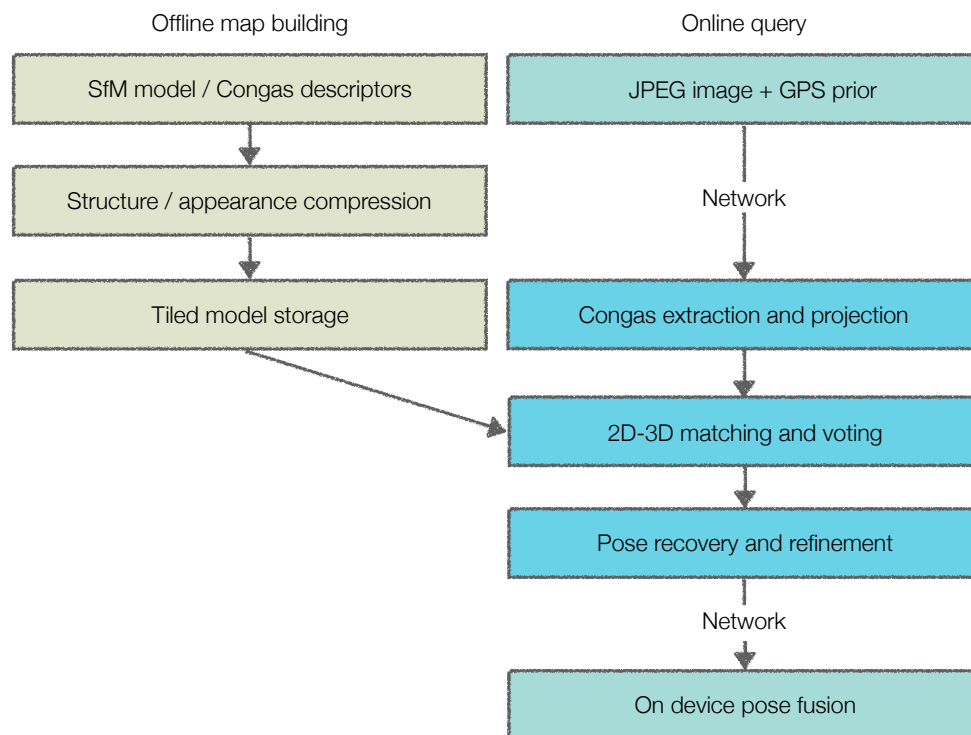 Offline map building
SfM model / Congas descriptors
Structure / appearance compression
Tiled model storage
Online query
JPEG image + GPS prior
Network
Congas extraction and projection
2D-3D matching and voting
Pose recovery and refinement
Network
On device pose fusion